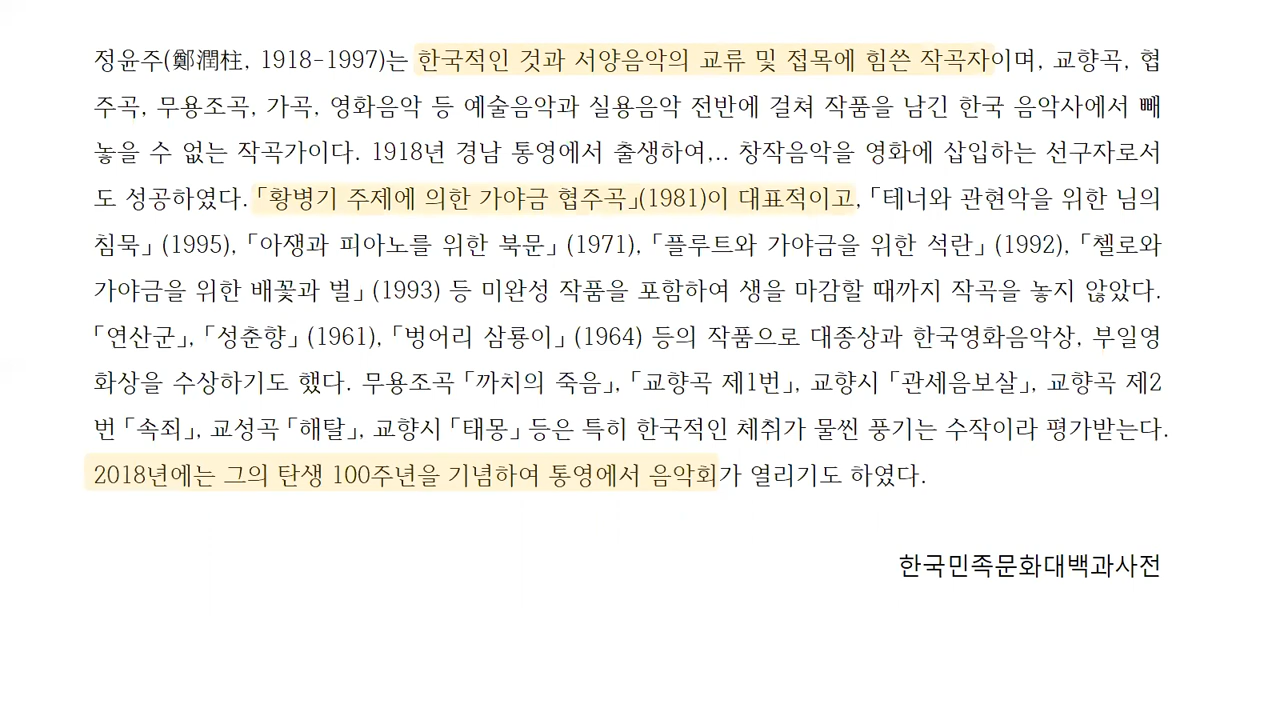 정윤주(鄭潤柱, 1918-1997)는 한국적인 것과 서양음악의 교류 및 접목에 힘쓴 작곡자이며, 교향곡, 협
주곡, 무용조곡, 가곡, 영화음악 등 예술음악과 실용음악 전반에 걸쳐 작품을 남긴 한국 음악사에서 빼
놓을 수 없는 작곡가이다. 1918년 경남 통영에서 출생하여,.. 창작음악을 영화에 삽입하는 선구자로서
도 성공하였다. 「황병기 주제에 의한 가야금 협주곡」(1981)이 대표적이고, 「테너와 관현악을 위한 님의
침묵」 (1995), 「아쟁과 피아노를 위한 북문」 (1971), 「플루트와 가야금을 위한 석란」 (1992), 「첼로와
가야금을 위한 배꽃과 벌」 (1993) 등 미완성 작품을 포함하여 생을 마감할 때까지 작곡을 놓지 않았다.
「연산군」, 「성춘향」 (1961), 「벙어리 삼룡이」 (1964) 등의 작품으로 대종상과 한국영화음악상, 부일영
화상을 수상하기도 했다. 무용조곡 「까치의 죽음」, 「교향곡 제1번」, 교향시 「관세음보살」, 교향곡 제2
번 「속죄」, 교성곡 「해탈」, 교향시 「태몽」 등은 특히 한국적인 체취가 물씬 풍기는 수작이라 평가받는다.
2018년에는 그의 탄생 100주년을 기념하여 통영에서 음악회가 열리기도 하였다.
한국민족문화대백과사전